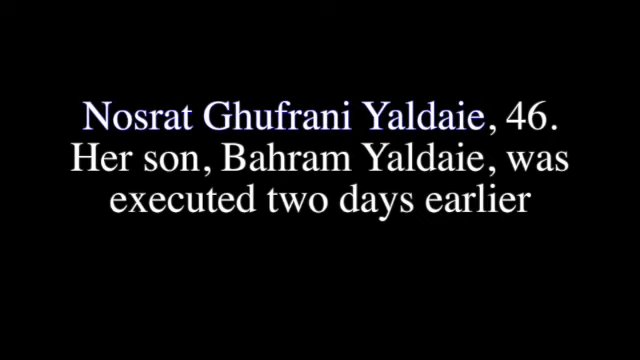 Nosrat Ghufrani Yaldaie, 46.
Her son, Bahram Yaldaie, was
executed two days earlier